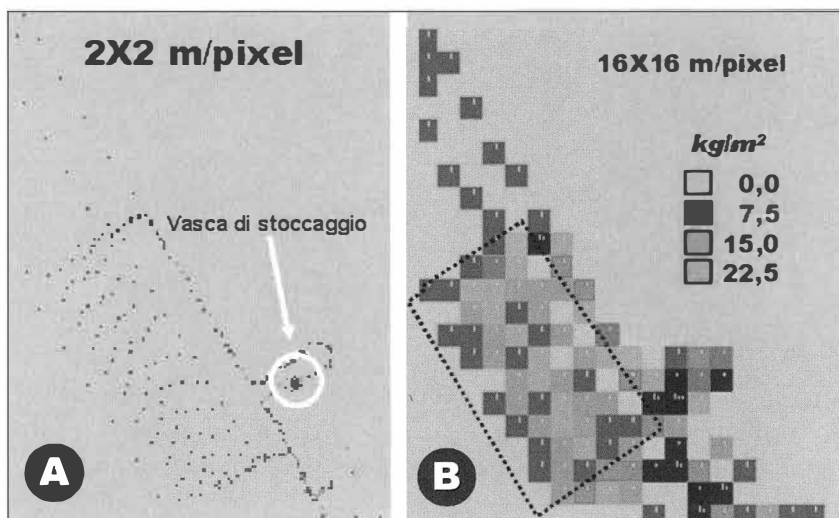 2X2 m/pixel
Vasca di stoccaggio
A
16X16 m/pixel
kg/m²
0,0
7,5
15,0
22,5
B